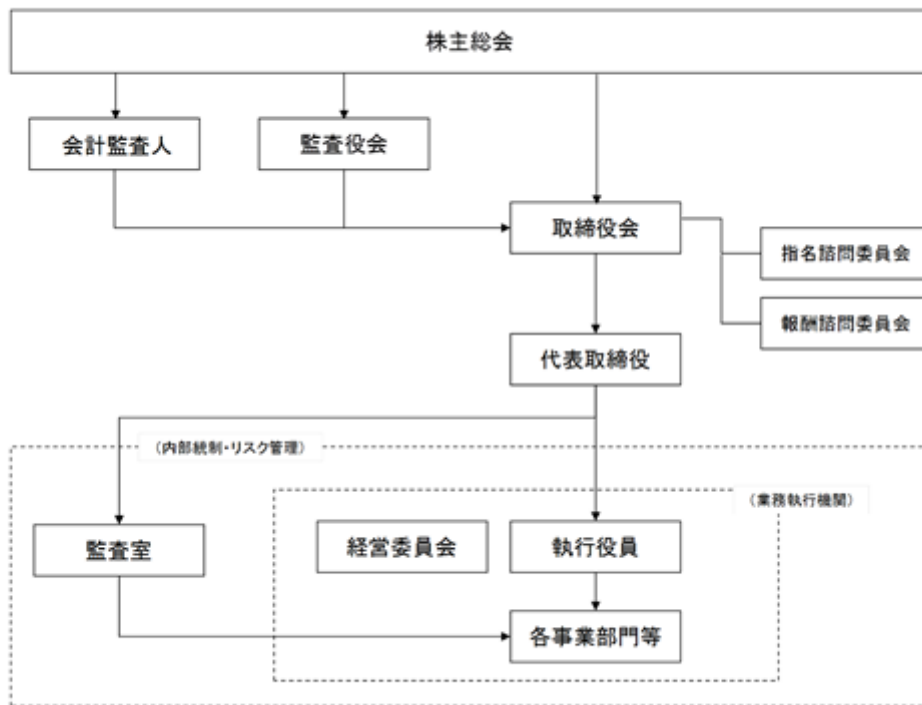 株主総会
会計監査人
監査役会
取締役会
指名諮問委員会
報酬諮問委員会
代表取締役
（内部統制・リスク管理）
（業務執行機関）
監査室
経営委員会
執行役員
各事業部門等